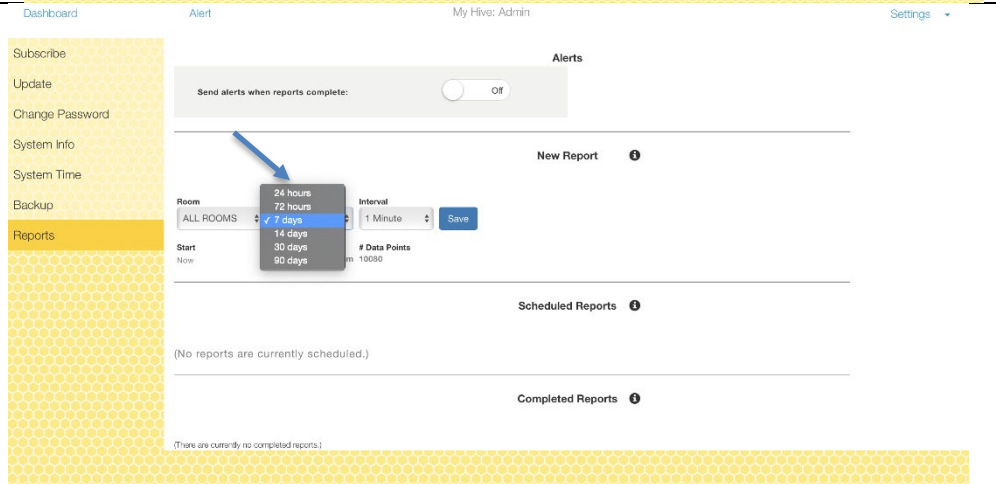 Dashboard
Alert
My Hive: Admin
Settings
Subscribe
Update
Change Password
System Info
System Time
Backup
Reports
Alerts
Send alerts when reports complete:
Off
New Report
Room
ALL ROOMS
24 hours
72 hours
✓ 7 days
14 days
30 days
90 days
Interval
1 Minute
Save
Start
Now
m
# Data Points
10080
Scheduled Reports
(No reports are currently scheduled.)
Completed Reports
(There are currently no completed reports.)